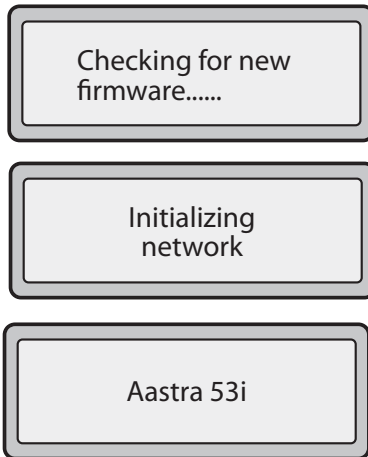 Checking for new
firmware......
Initializing
network
Aastra 53i